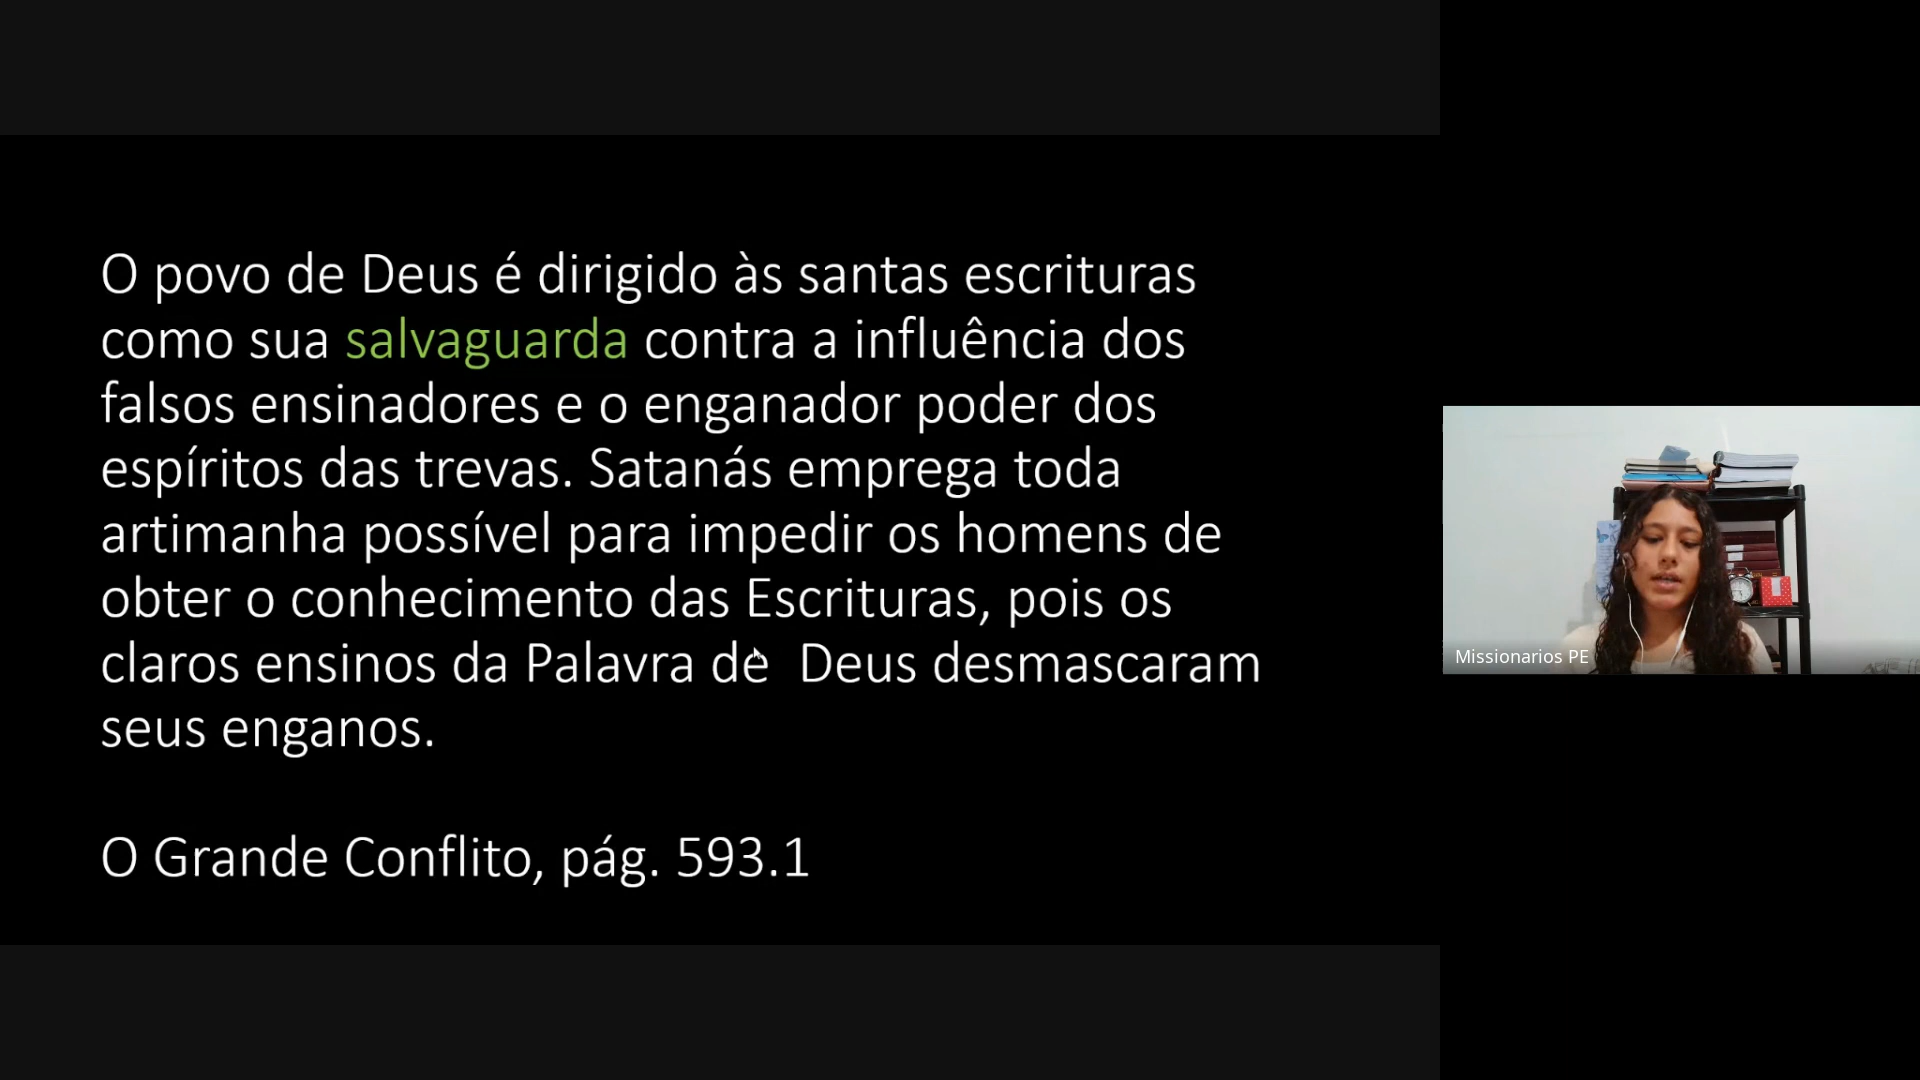 O povo de Deus é dirigido às santas escrituras
como sua salvaguarda contra a influência dos
falsos ensinadores e o enganador poder dos
espíritos das trevas. Satanás emprega toda
artimanha possível para impedir os homens de
obter o conhecimento das Escrituras, pois os
claros ensinos da Palavra de  Deus desmascaram
seus enganos.
O Grande Conflito, pág. 593.1
Missionarios PE